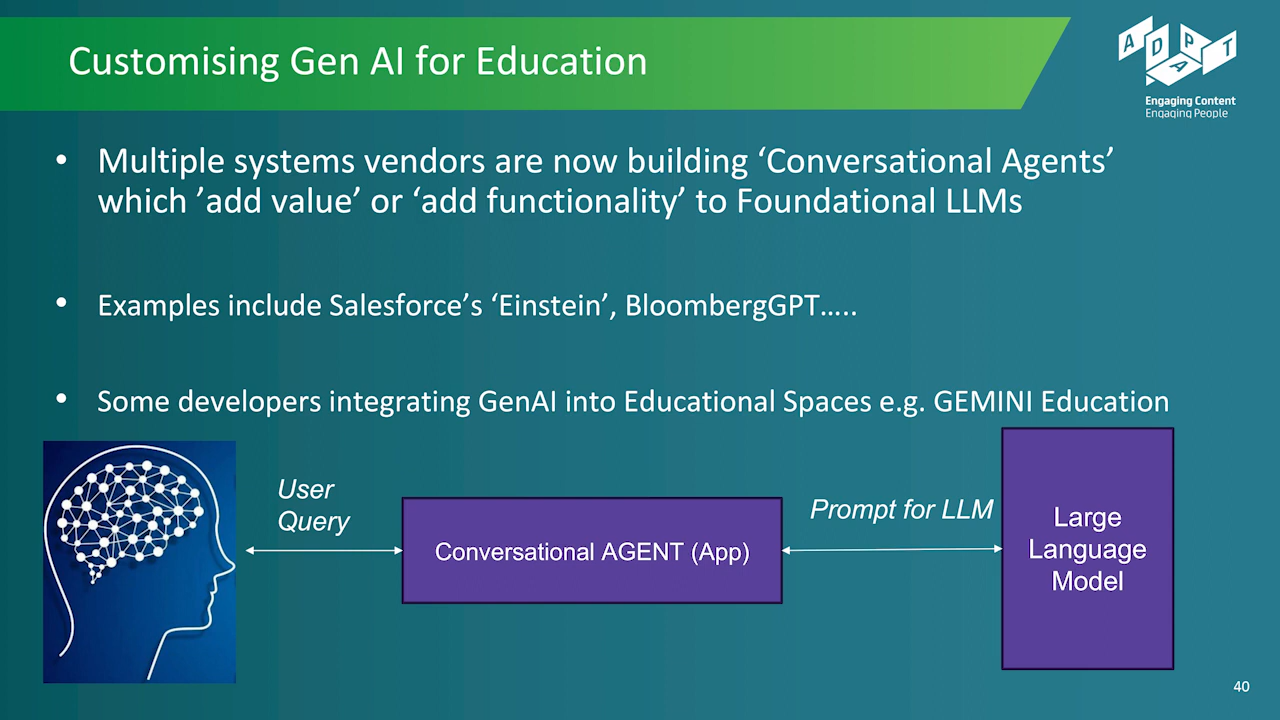 Customising Gen AI for Education
ADAPT
Engaging Content
Engaging People
• Multiple systems vendors are now building ‘Conversational Agents’
which ’add value’ or ‘add functionality’ to Foundational LLMs
• Examples include Salesforce’s ‘Einstein’, BloombergGPT…..
• Some developers integrating GenAI into Educational Spaces e.g. GEMINI Education
User
Query
Conversational AGENT (App)
Prompt for LLM
Large
Language
Model
40